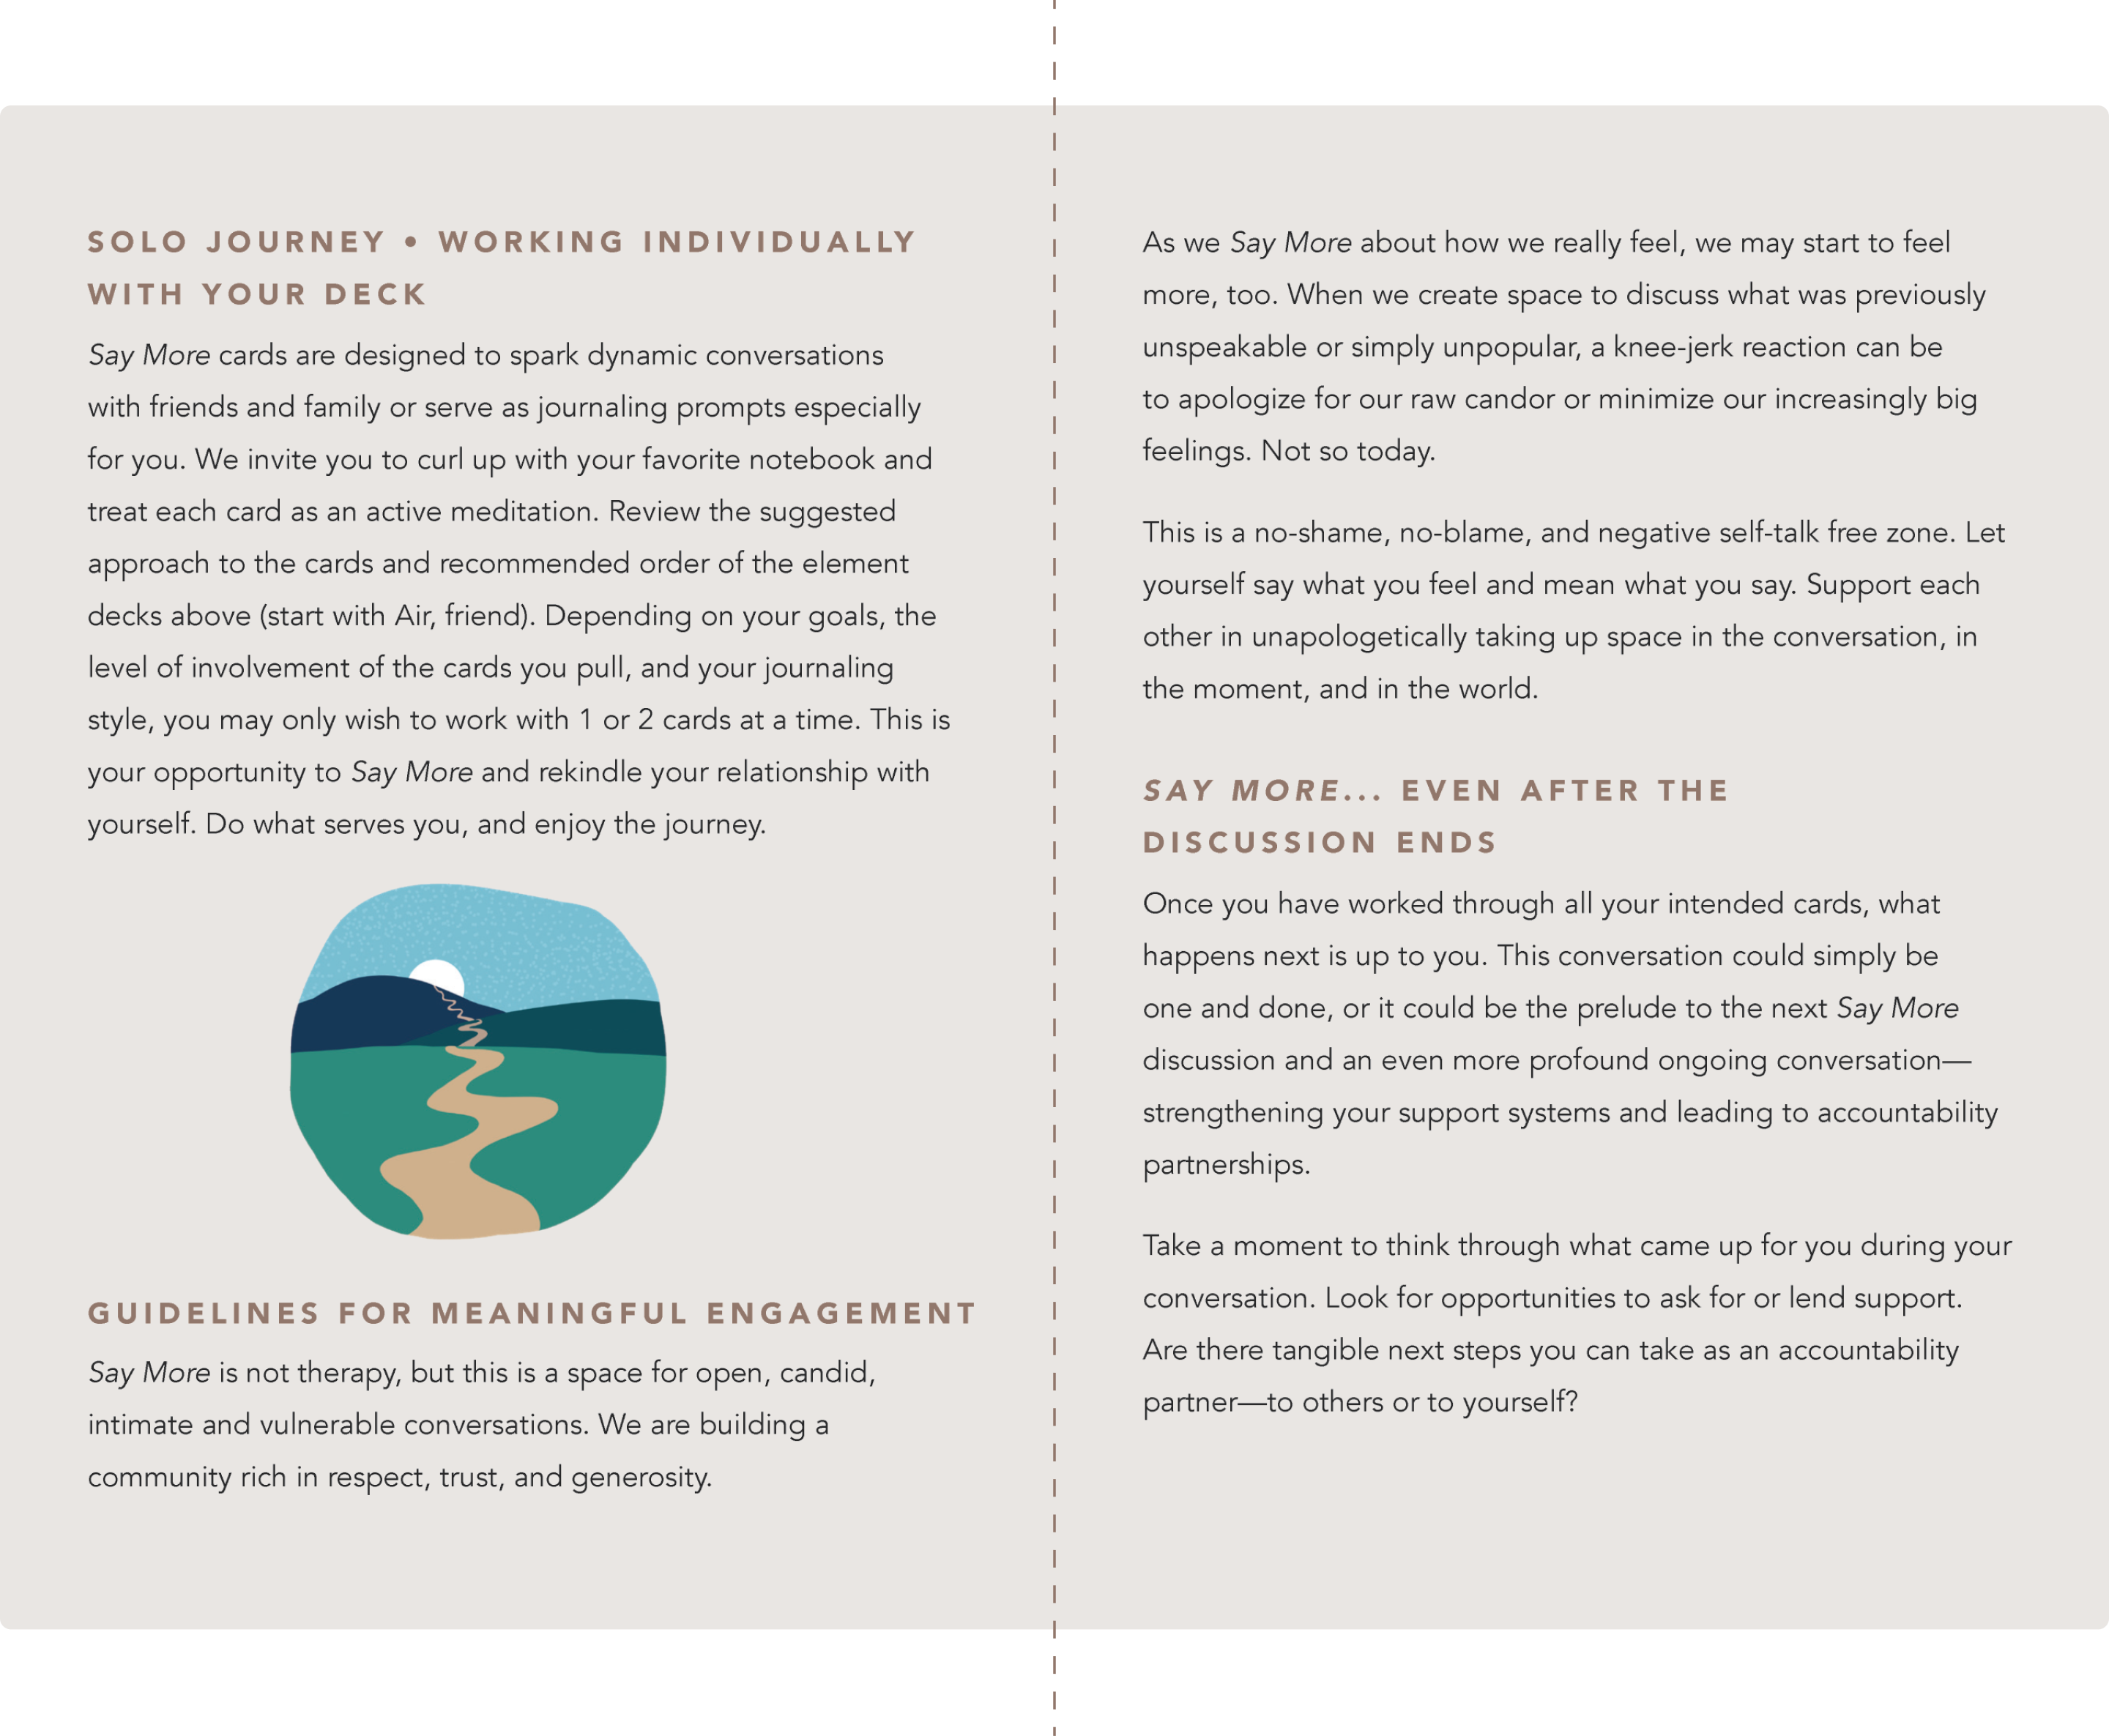 SOLO JOURNEY • WORKING INDIVIDUALLY
WITH YOUR DECK
Say More cards are designed to spark dynamic conversations
with friends and family or serve as journaling prompts especially
for you. We invite you to curl up with your favorite notebook and
treat each card as an active meditation. Review the suggested
approach to the cards and recommended order of the element
decks above (start with Air, friend). Depending on your goals, the
level of involvement of the cards you pull, and your journaling
style, you may only wish to work with 1 or 2 cards at a time. This is
your opportunity to Say More and rekindle your relationship with
yourself. Do what serves you, and enjoy the journey.
GUIDELINES FOR MEANINGFUL ENGAGEMENT
Say More is not therapy, but this is a space for open, candid,
intimate and vulnerable conversations. We are building a
community rich in respect, trust, and generosity.
As we Say More about how we really feel, we may start to feel
more, too. When we create space to discuss what was previously
unspeakable or simply unpopular, a knee-jerk reaction can be
to apologize for our raw candor or minimize our increasingly big
feelings. Not so today.
This is a no-shame, no-blame, and negative self-talk free zone. Let
yourself say what you feel and mean what you say. Support each
other in unapologetically taking up space in the conversation, in
the moment, and in the world.
SAY MORE... EVEN AFTER THE
DISCUSSION ENDS
Once you have worked through all your intended cards, what
happens next is up to you. This conversation could simply be
one and done, or it could be the prelude to the next Say More
discussion and an even more profound ongoing conversation—
strengthening your support systems and leading to accountability
partnerships.
Take a moment to think through what came up for you during your
conversation. Look for opportunities to ask for or lend support.
Are there tangible next steps you can take as an accountability
partner—to others or to yourself?